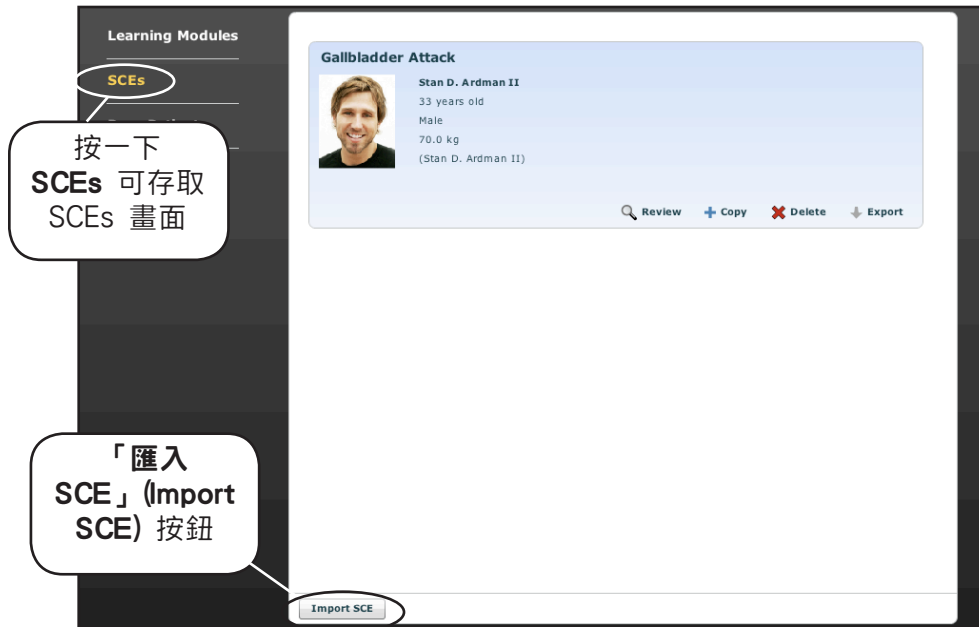 Learning Modules
SCEs
按一下
SCEs 可存取
SCEs 畫面
Gallbladder Attack
Stan D. Ardman II
33 years old
Male
70.0 kg
(Stan D. Ardman II)
Review Copy Delete Export
「匯入
SCE」(Import
SCE) 按鈕
Import SCE